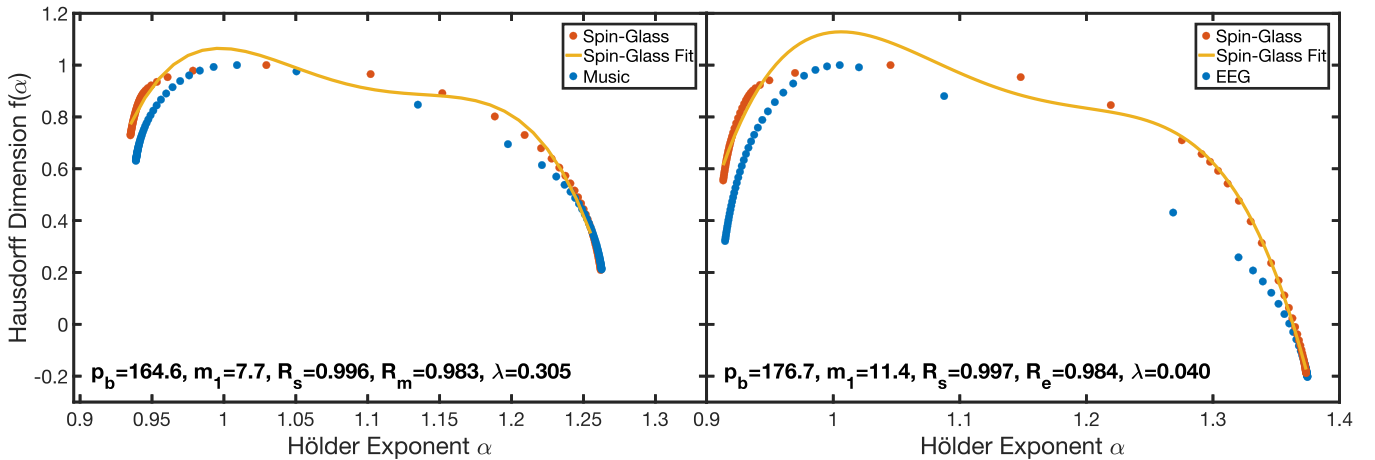 Hausdorff Dimension f(α)
1.2
1
0.8
0.6
0.4
0.2
0
-0.2
Spin-Glass
Spin-Glass Fit
Music
p_b=164.6, m_1=7.7, R_s=0.996, R_m=0.983, λ=0.305
0.9 0.95 1 1.05 1.1 1.15 1.2 1.25 1.3
Hölder Exponent α
Spin-Glass
Spin-Glass Fit
EEG
p_b=176.7, m_1=11.4, R_s=0.997, R_e=0.984, λ=0.040
0.9 1 1.1 1.2 1.3 1.4
Hölder Exponent α